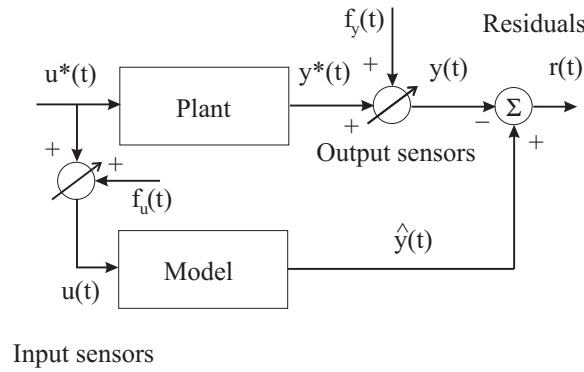 f_y(t)
Residuals
u*(t)
y*(t)
y(t)
r(t)
+
Plant
Σ
+
−
+
Output sensors
+
+
f_u(t)
ŷ(t)
Model
u(t)
Input sensors